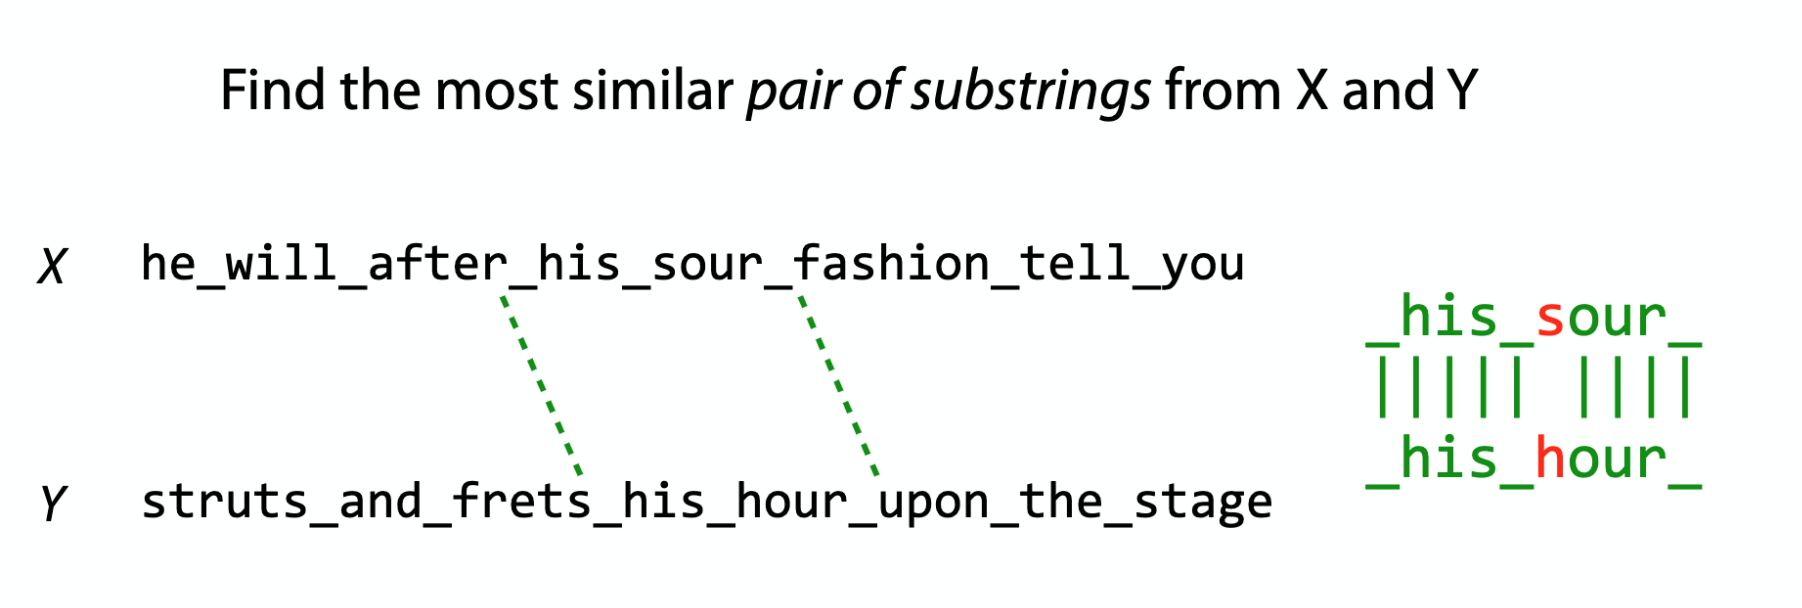 Find the most similar pair of substrings from X and Y
X he_will_after_his_sour_fashion_tell_you
_his_sour_
||||| ||||
_his_hour_
Y struts_and_frets_his_hour_upon_the_stage